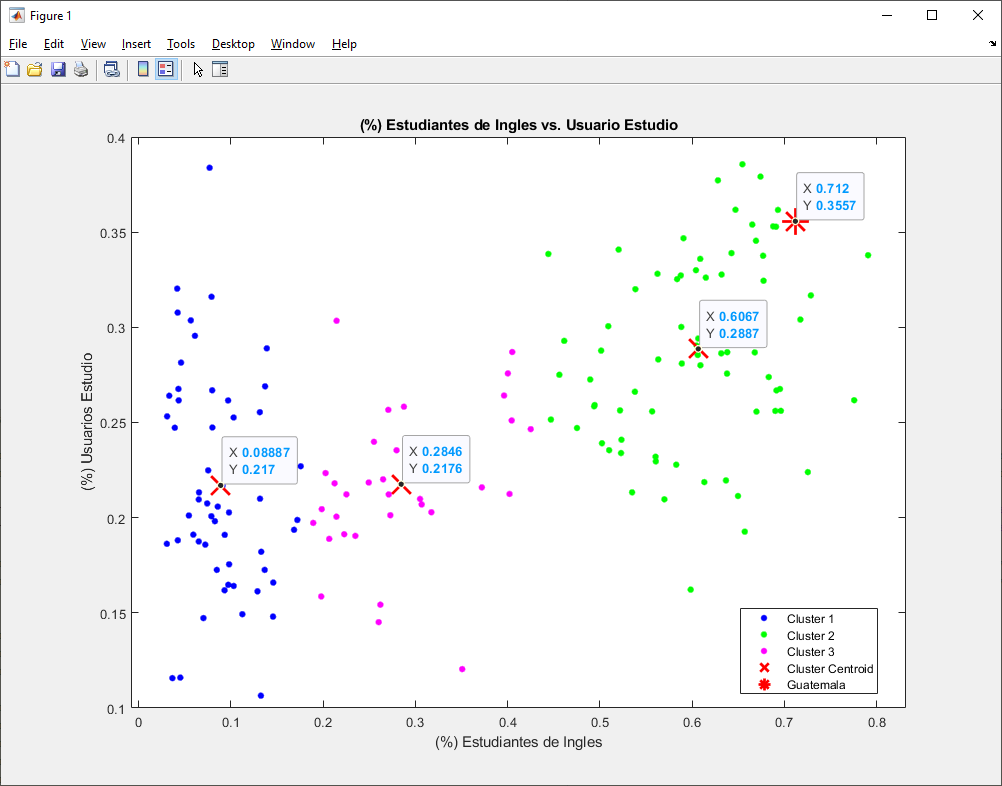 Figure 1
File Edit View Insert Tools Desktop Window Help
(%) Estudiantes de Ingles vs. Usuario Estudio
(%) Usuarios Estudio
0.4
0.35
0.3
0.25
0.2
0.15
0.1
X 0.712
Y 0.3557
X 0.6067
Y 0.2887
X 0.08887
Y 0.217
X 0.2846
Y 0.2176
Cluster 1
Cluster 2
Cluster 3
Cluster Centroid
Guatemala
0 0.1 0.2 0.3 0.4 0.5 0.6 0.7 0.8
(%) Estudiantes de Ingles